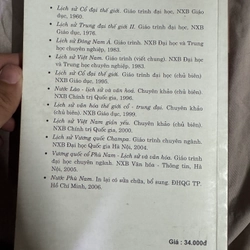 Lịch sử Cổ đại thế giới. Giáo trình đại học, NXB Giáo
dục, 1960.
Lịch sử Trung đại thế giới II. Giáo trình đại học, NXB
Giáo dục, 1976.
Lịch sử Đông Nam Á. Giáo trình. NXB Đại học và Trung
học chuyên nghiệp, 1983.
Lịch sử Việt Nam. Giáo trình (viết chung). NXB Đại học
và Trung học chuyên nghiệp, 1983.
Lịch sử Cổ đại thế giới. Giáo trình đại học (chủ biên)
NXB Giáo dục, 1995.
Nước Lào - lịch sử và văn hoá. Chuyên khảo (chủ biên)
NXB Chính trị Quốc gia, 1996.
Lịch sử văn hóa thế giới cổ - trung đại. Chuyên khảo
(chủ biên). NXB Giáo dục, 1999.
Lịch sử Việt Nam giản yếu. Chuyên khảo (chủ biên).
NXB Chính trị Quốc gia, 2000.
Lịch sử Vương quốc Champa. Giáo trình chuyên ngành.
NXB Đại học Quốc gia Hà Nội, 2004.
Vương quốc cổ Phù Nam - Lịch sử và văn hóa. Giáo trình
đại học chuyên ngành. NXB Văn hóa - Thông tin, Hà
Nội, 2005.
Nước Phù Nam. In lại có sửa chữa, bổ sung. ĐHQG TP.
Hồ Chí Minh, 2006.
Giá : 34.000đ